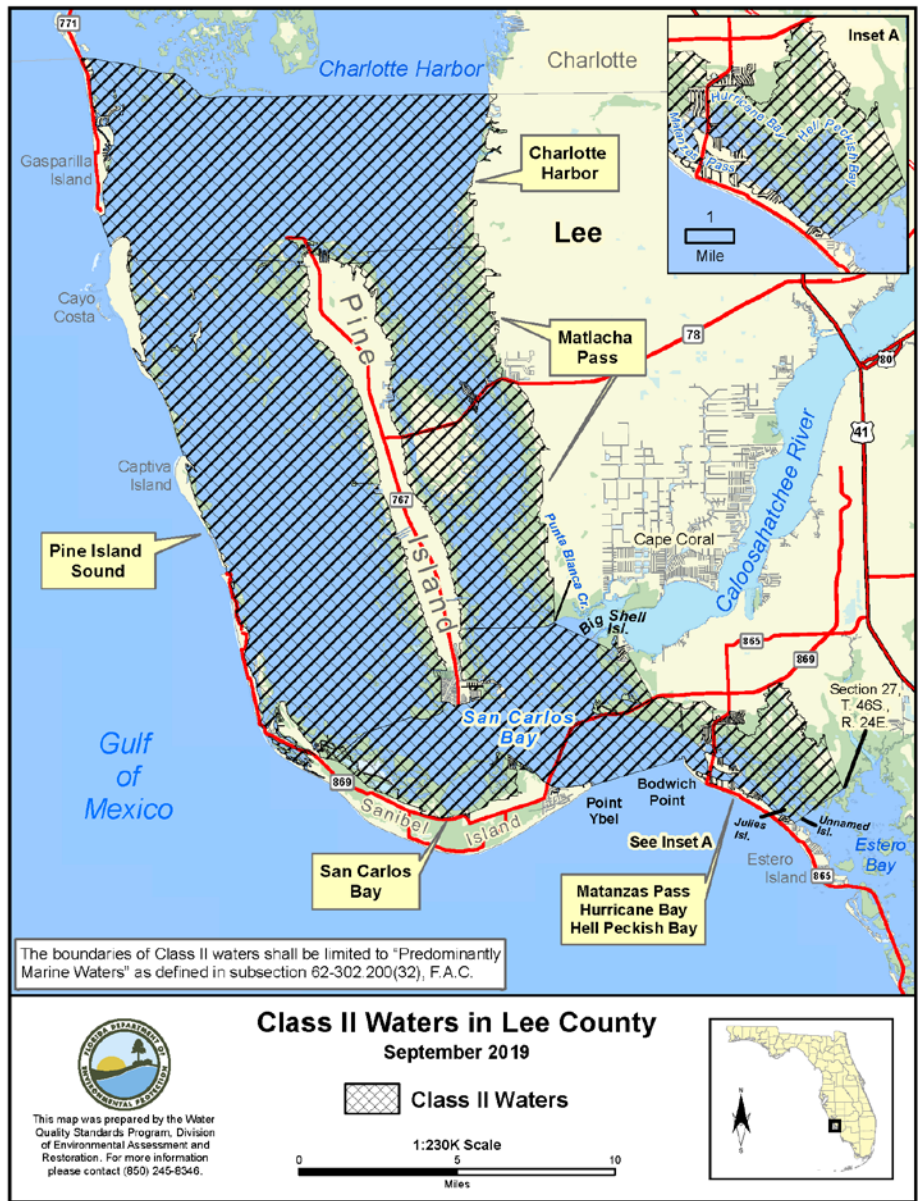 771
Charlotte Harbor
Charlotte
Inset A
Hurricane Bay
Hel Peckish Bay
Matanzas Pass
1
Mile
Gasparilla
Island
Charlotte
Harbor
Lee
Cayo
Costa
Pine
Island
Matlacha
Pass
78
80
41
Captiva
Island
767
Pine Island
Sound
Punta Blanca Cr.
Cape Coral
Caloosahatchee River
Big Shell
Isl.
865
869
Section 27,
T. 46S.,
R. 24E.
San Carlos
Bay
Gulf
of
Mexico
869
Sanibel
Island
Point
Ybel
Bodwich
Point
See Inset A
Julies
Isl.
Unnamed
Isl.
Estero
Bay
Estero
Island
865
San Carlos
Bay
Matanzas Pass
Hurricane Bay
Hell Peckish Bay
The boundaries of Class II waters shall be limited to “Predominantly
Marine Waters” as defined in subsection 62-302.200(32), F.A.C.
Class II Waters in Lee County
September 2019
Class II Waters
FLORIDA DEPARTMENT OF
ENVIRONMENTAL PROTECTION
This map was prepared by the Water
Quality Standards Program, Division
of Environmental Assessment and
Restoration. For more information
please contact (850) 245-8346.
1:230K Scale
0 5 10
Miles
N
S